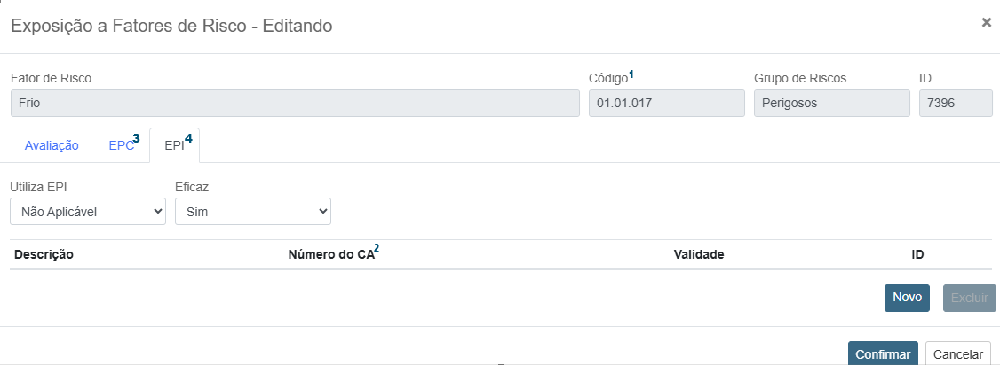 Exposição a Fatores de Risco - Editando ×
Fator de Risco Código¹ Grupo de Riscos ID
Frio 01.01.017 Perigosos 7396
Avaliação EPC³ EPI⁴
Utiliza EPI Eficaz
Não Aplicável Sim
Descrição Número do CA² Validade ID
Novo Excluir
Confirmar Cancelar